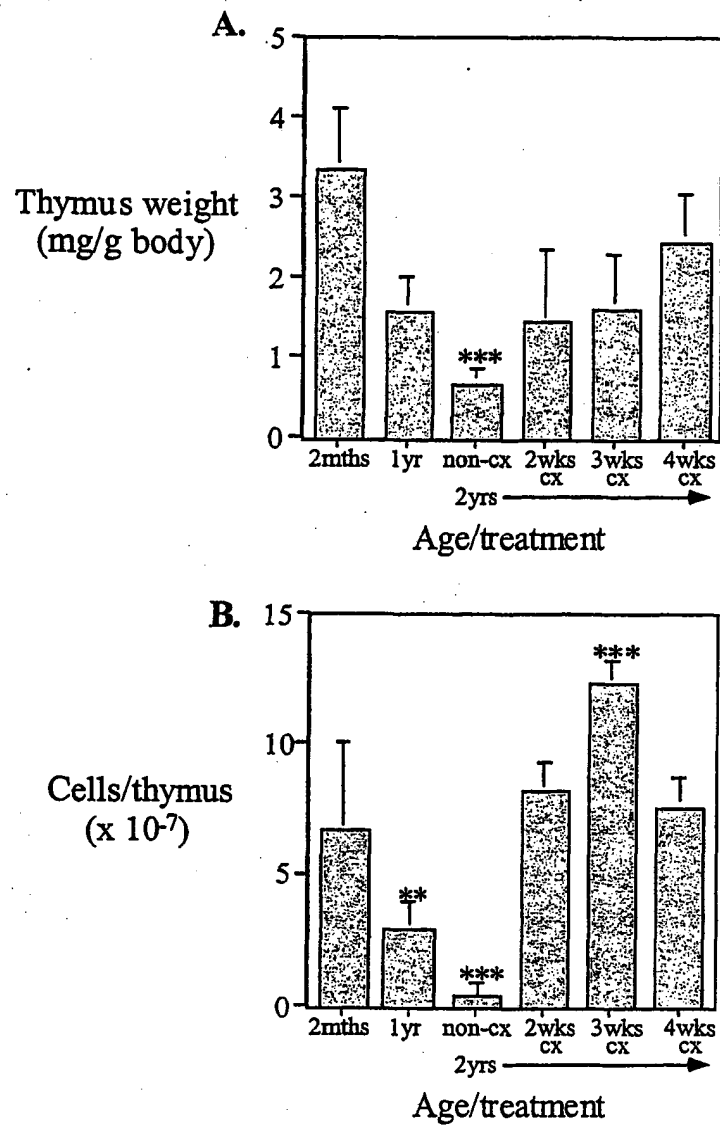 A.
5
4
3
2
1
0
Thymus weight
(mg/g body)
***
2mths 1yr non-cx 2wks 3wks 4wks
cx cx cx
2yrs
Age/treatment
B.
15
10
5
0
Cells/thymus
(x 10-7)
** *** ***
2mths 1yr non-cx 2wks 3wks 4wks
cx cx cx
2yrs
Age/treatment